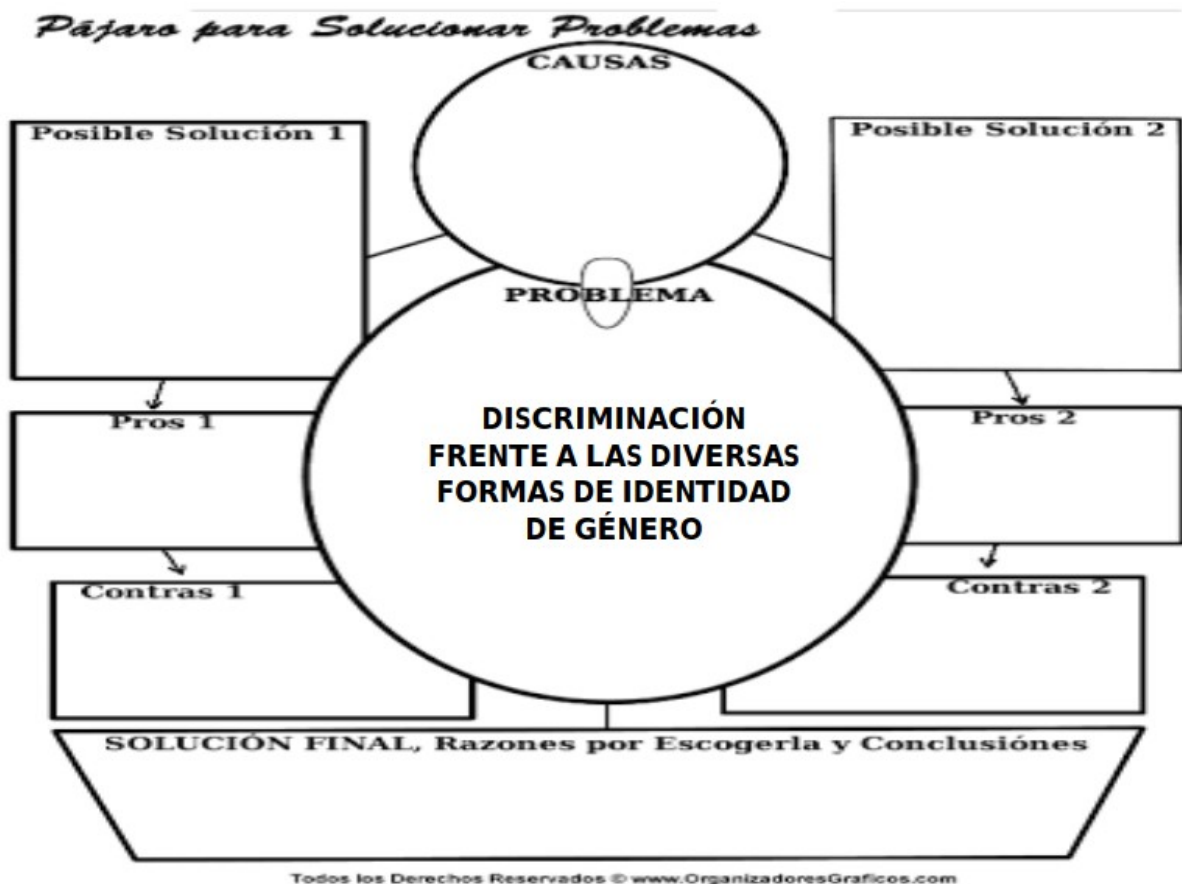 Pájaro para Solucionar Problemas
CAUSAS
Posible Solución 1
Posible Solución 2
PROBLEMA
DISCRIMINACIÓN
FRENTE A LAS DIVERSAS
FORMAS DE IDENTIDAD
DE GÉNERO
Pros 1
Pros 2
Contras 1
Contras 2
SOLUCIÓN FINAL, Razones por Escogerla y Conclusiónes
Todos los Derechos Reservados © www.OrganizadoresGraficos.com